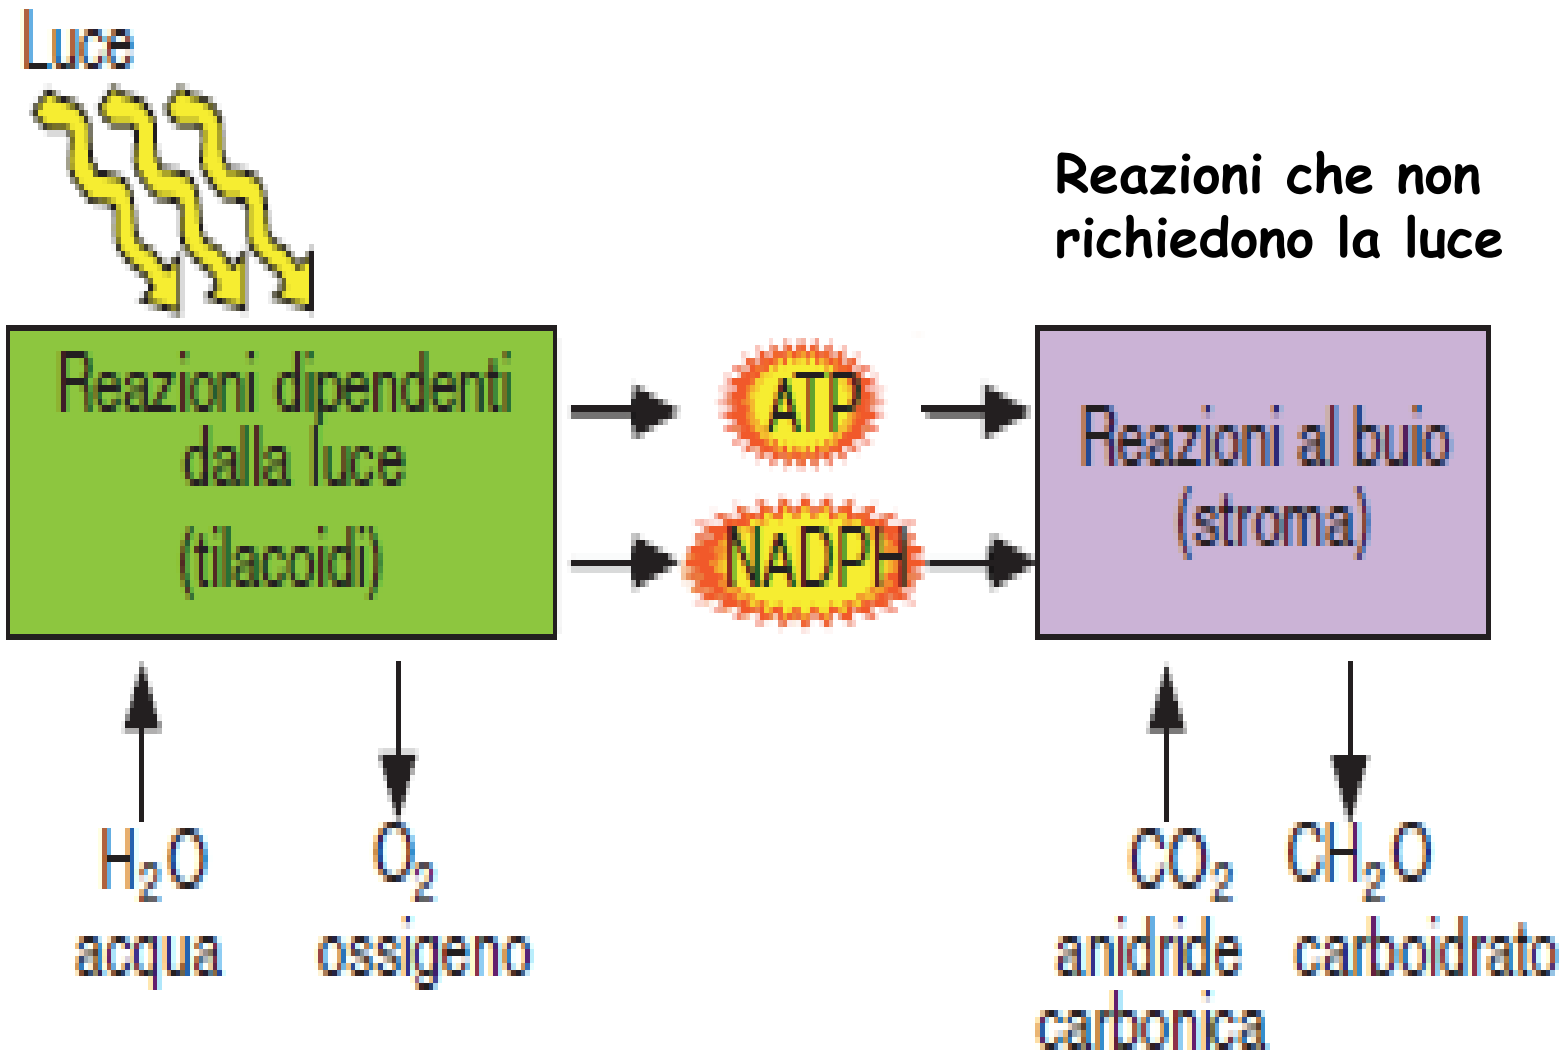 Luce
Reazioni che non
richiedono la luce
Reazioni dipendenti
dalla luce
(tilacoidi)
ATP
NADPH
Reazioni al buio
(stroma)
H₂O
acqua
O₂
ossigeno
CO₂
anidride
carbonica
CH₂O
carboidrato